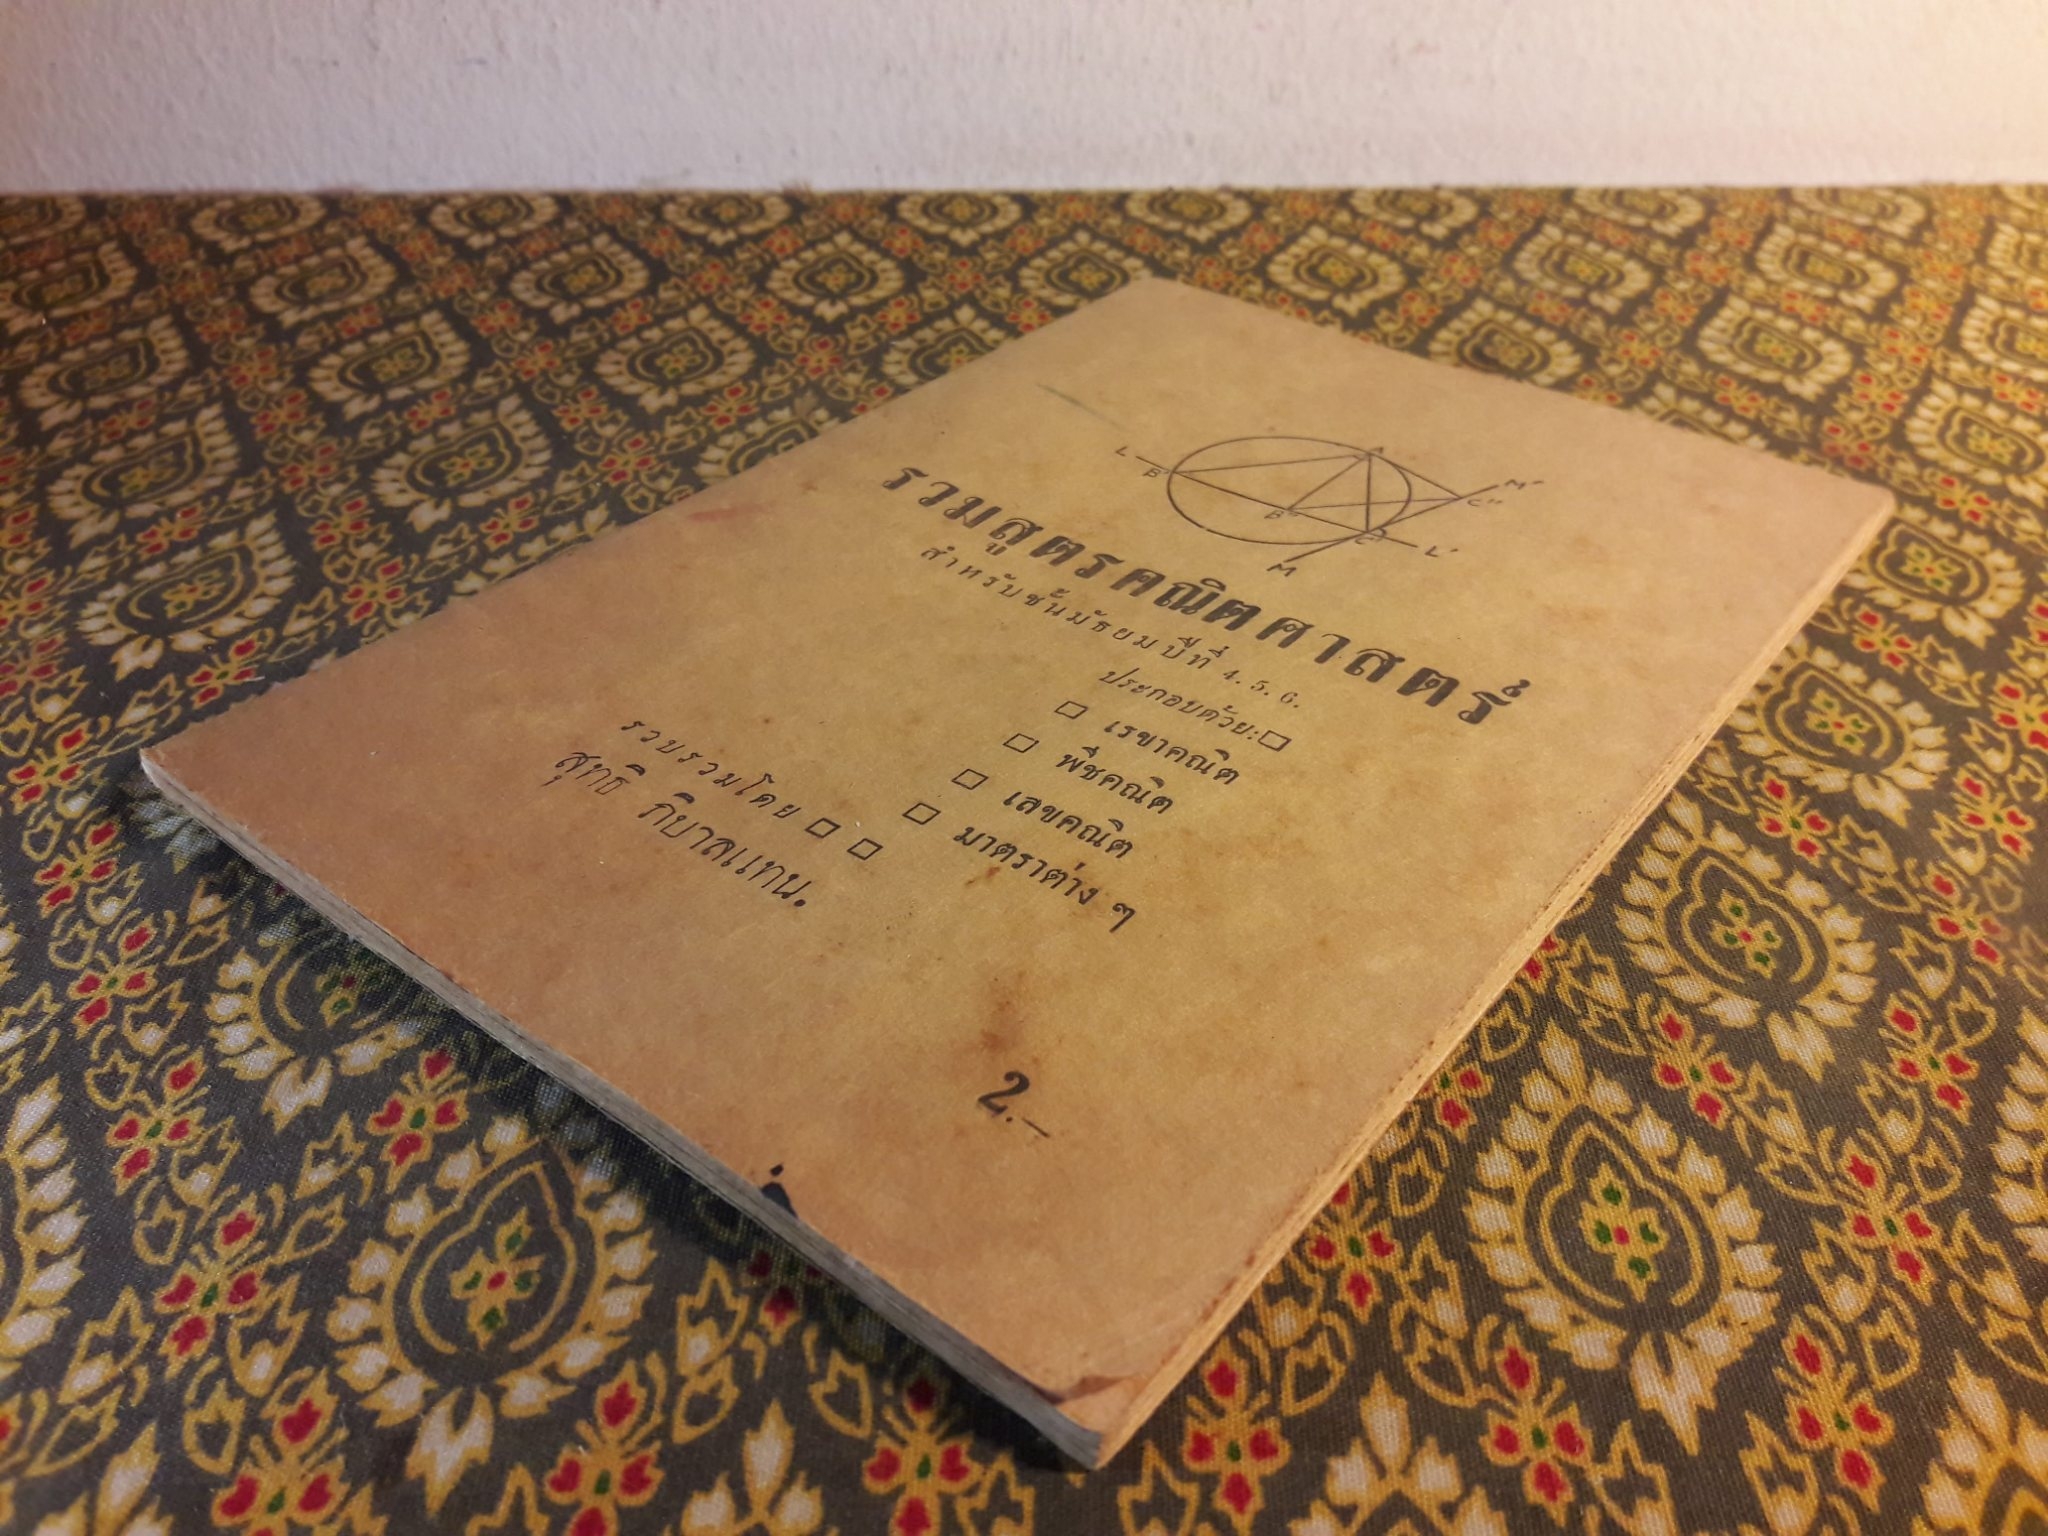 A
L B' M" C"
B" C L'
M
รวมสูตรคณิตศาสตร์
สำหรับชั้นมัธยมปีที่ 4. 5. 6.
ประกอบด้วย:□
□ เรขาคณิต
□ พีชคณิต
□ เลขคณิต
□ มาตราต่าง ๆ
รวบรวมโดย □ □
สุทธิ ภิบาลแทน.
2.–